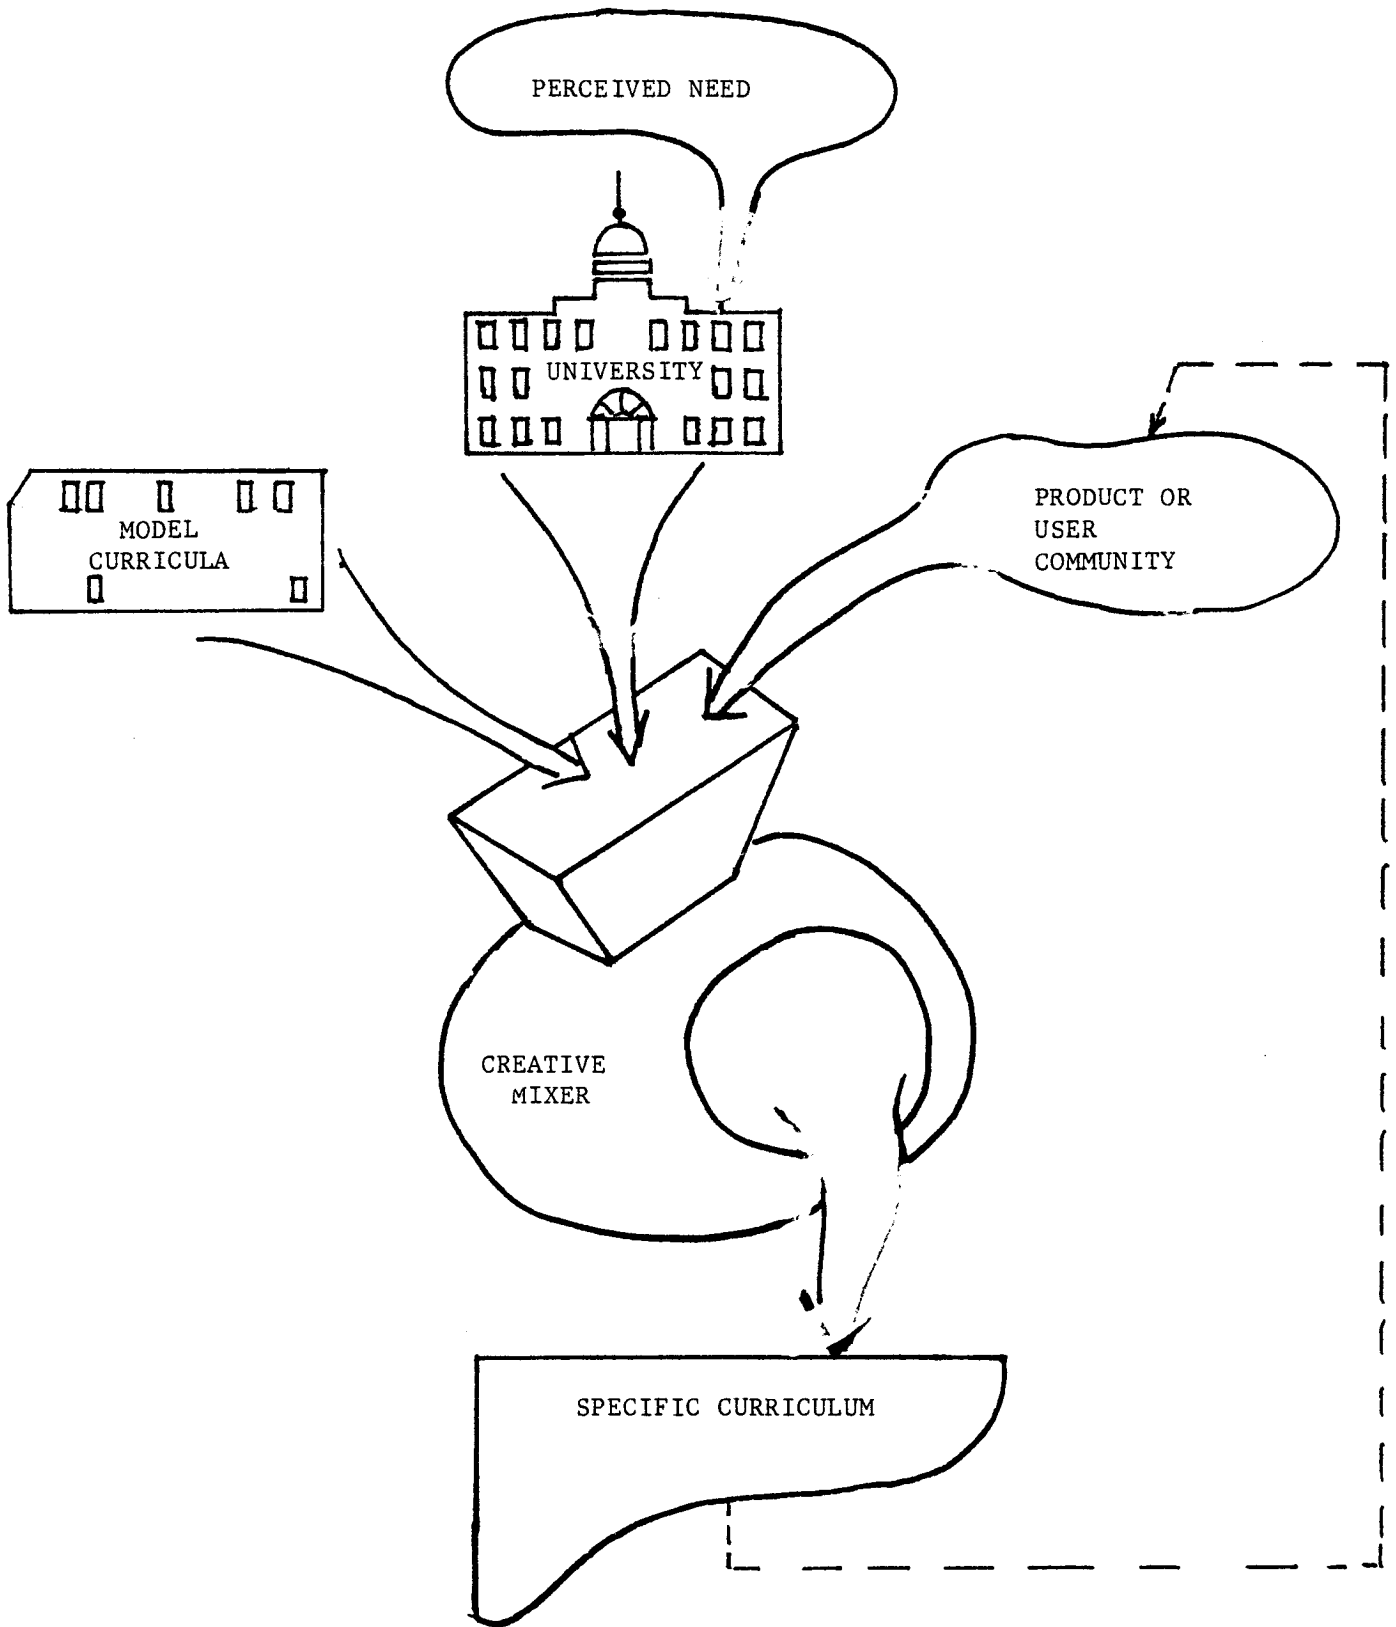 PERCEIVED NEED
UNIVERSITY
MODEL
CURRICULA
PRODUCT OR
USER
COMMUNITY
CREATIVE
MIXER
SPECIFIC CURRICULUM